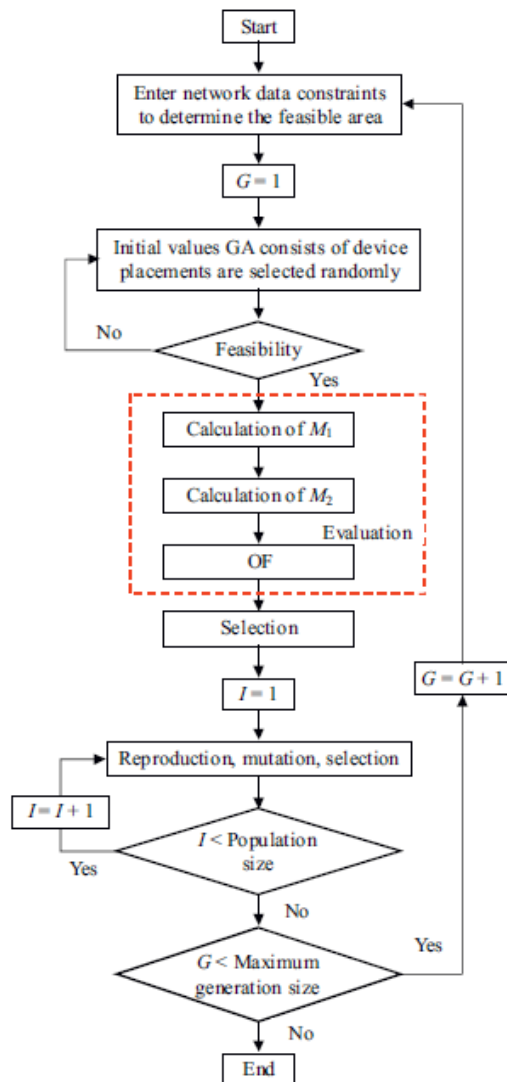 Start
Enter network data constraints
to determine the feasible area
G = 1
Initial values GA consists of device
placements are selected randomly
No
Feasibility
Yes
Calculation of M₁
Calculation of M₂
Evaluation
OF
Selection
G = G + 1
I = 1
Reproduction, mutation, selection
I = I + 1
I < Population
size
Yes
No
G < Maximum
generation size
Yes
No
End